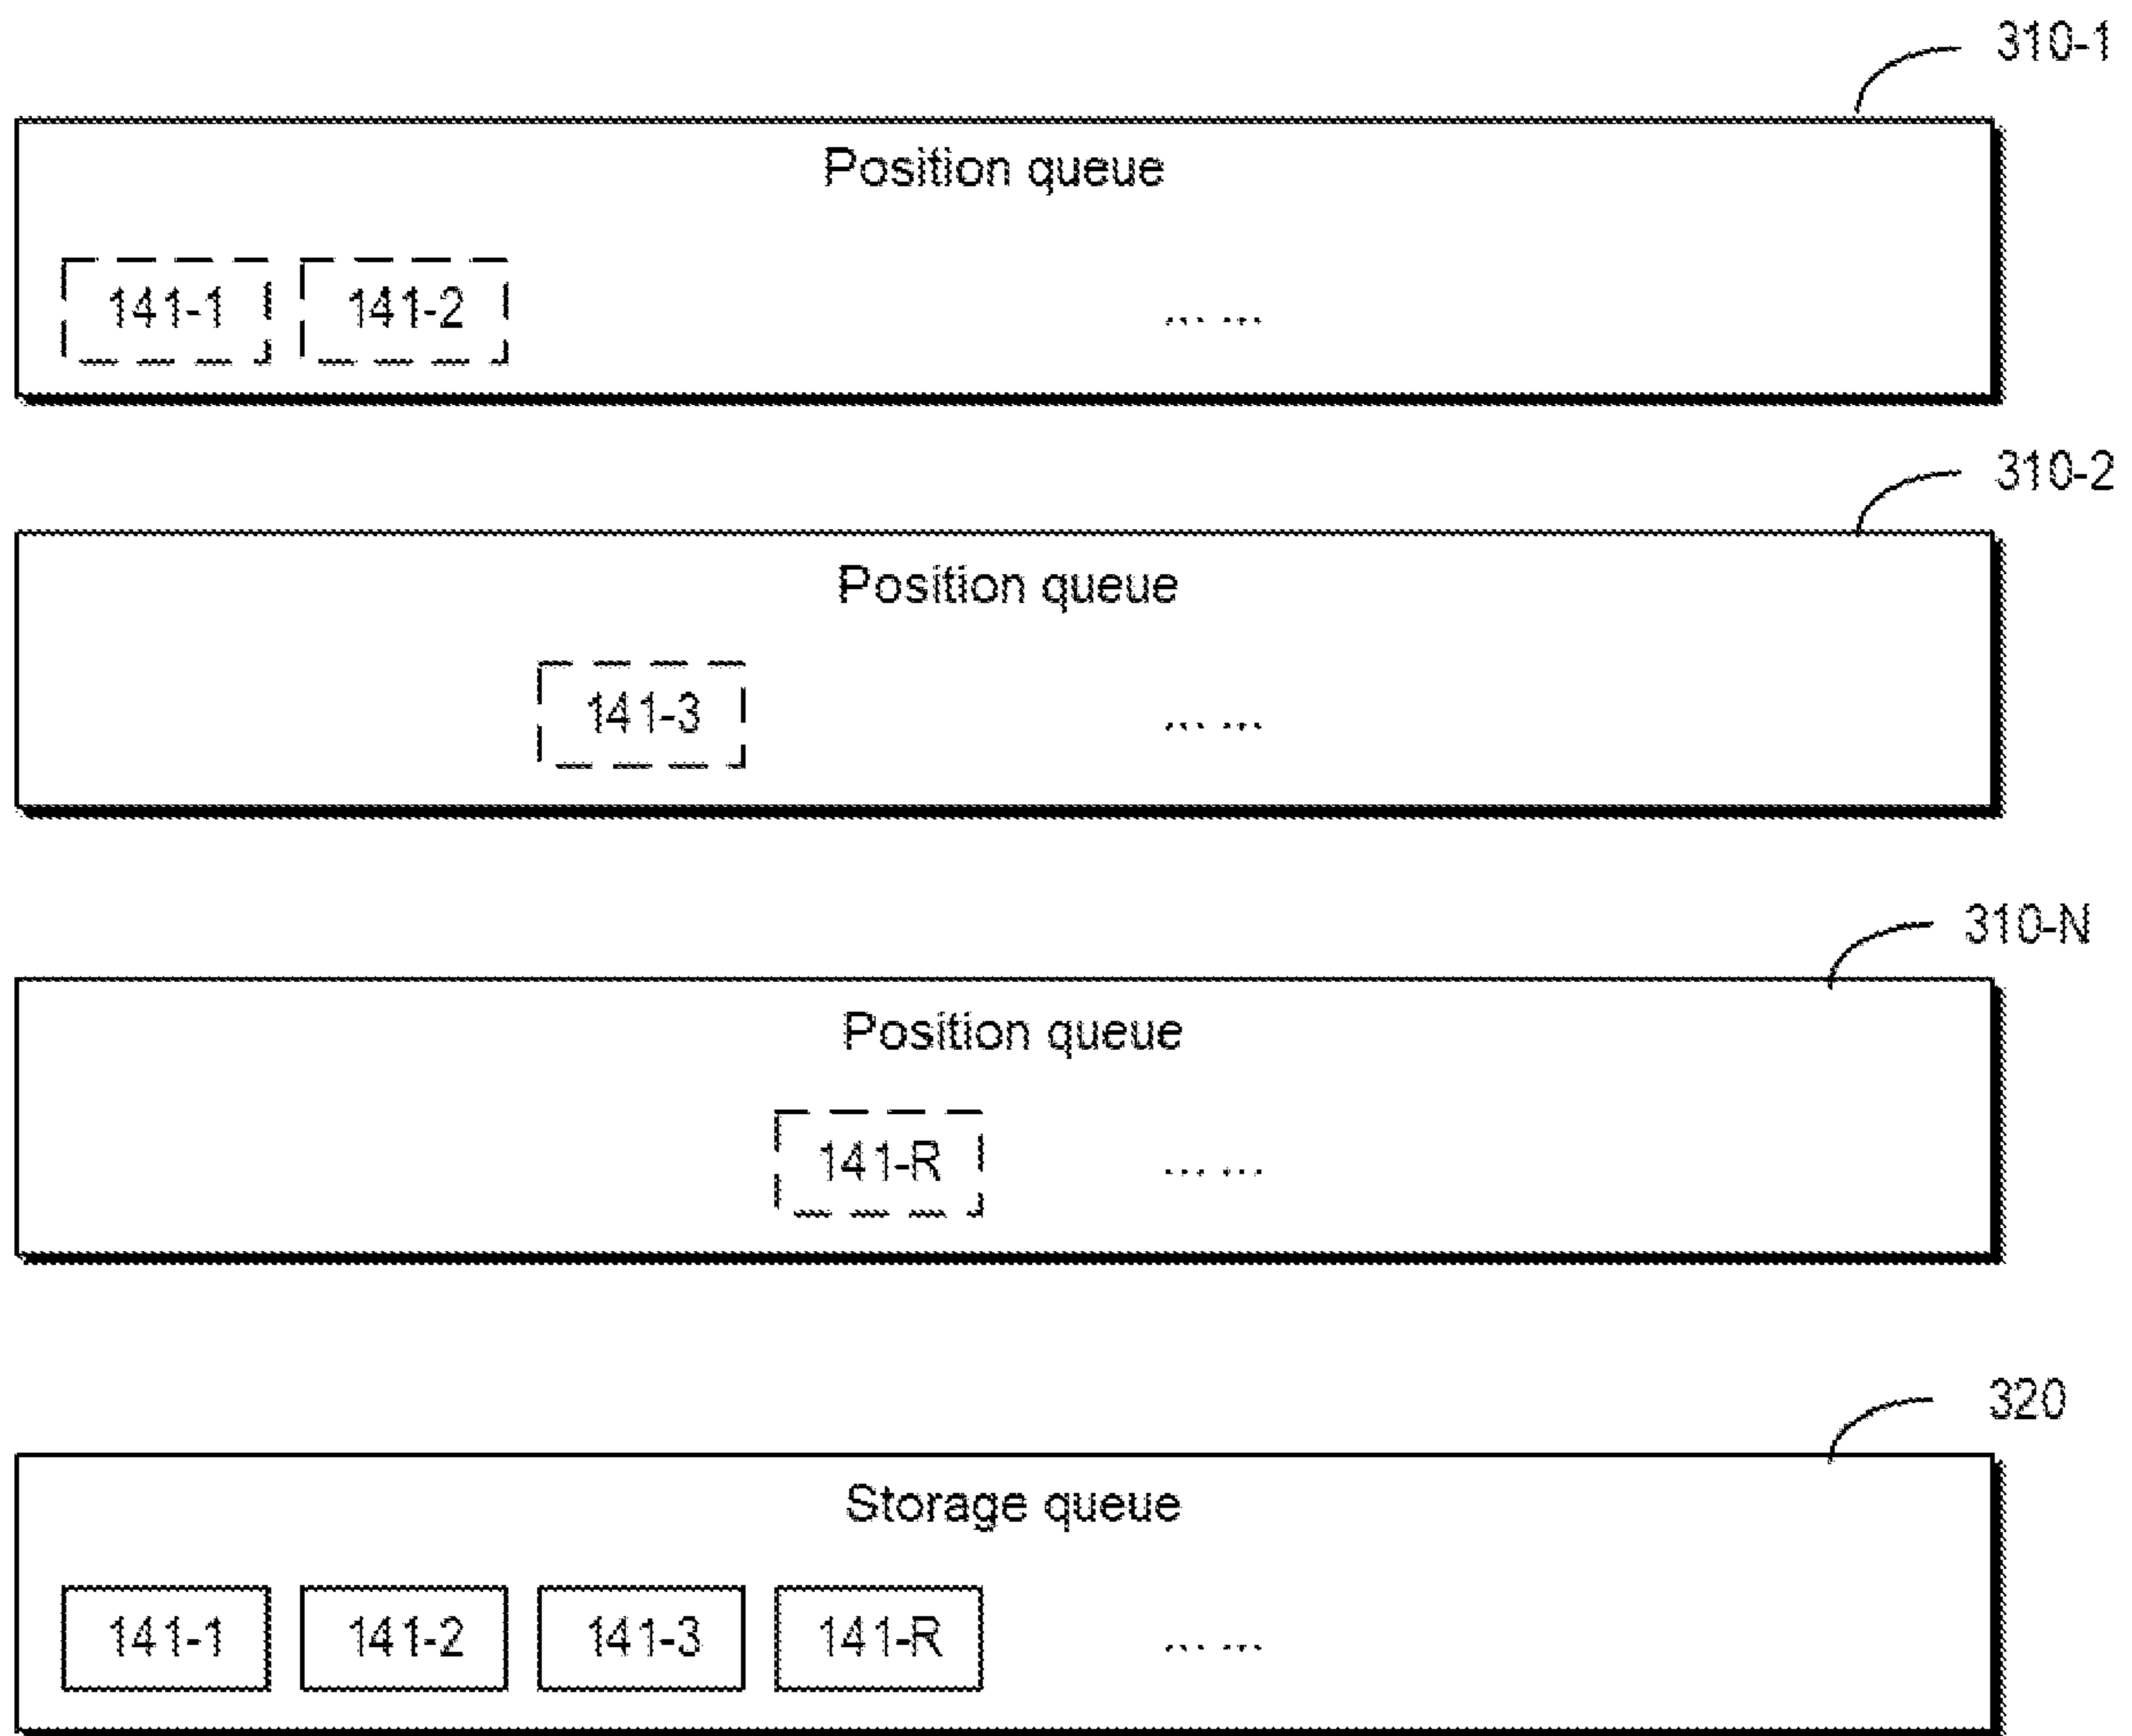 310-1
Position queue
141-1 141-2 ... ...
310-2
Position queue
141-3 ... ...
310-N
Position queue
141-R ... ...
320
Storage queue
141-1 141-2 141-3 141-R ... ...